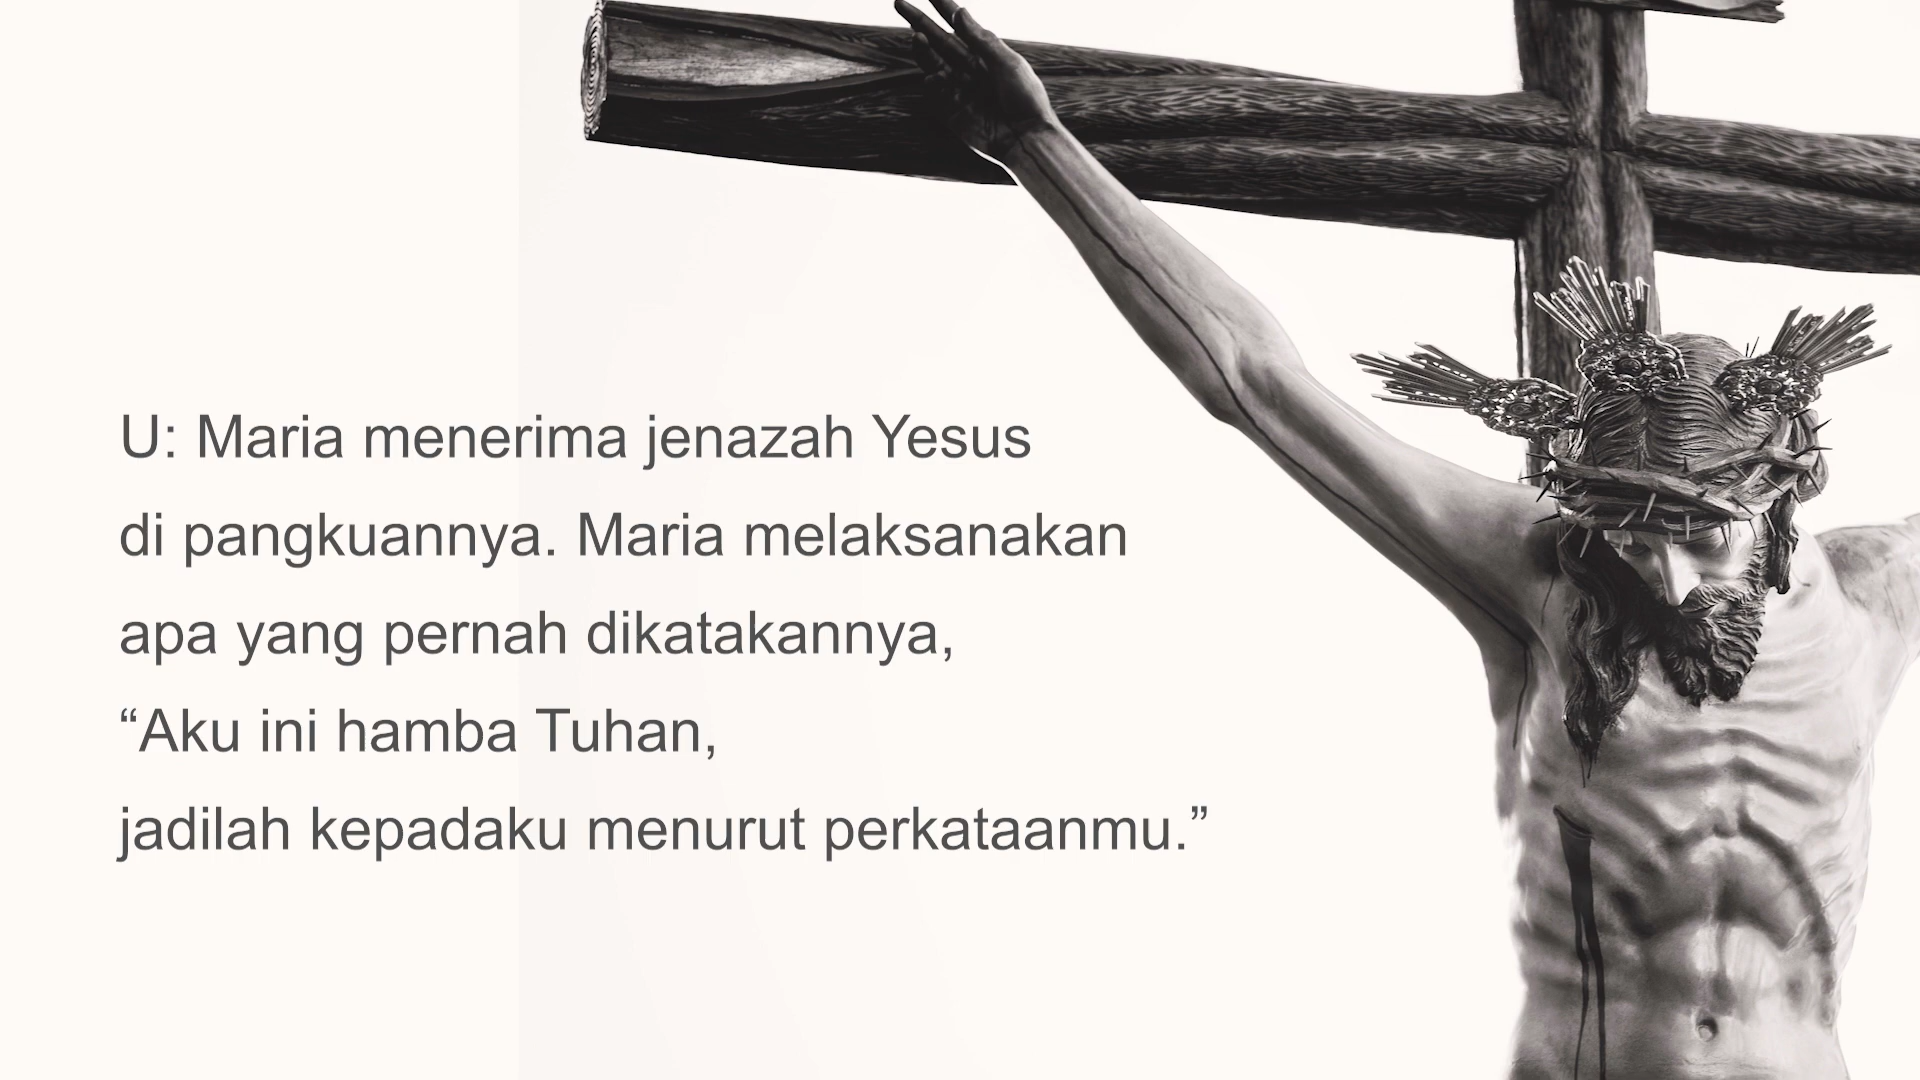 U: Maria menerima jenazah Yesus
di pangkuannya. Maria melaksanakan
apa yang pernah dikatakannya,
“Aku ini hamba Tuhan,
jadilah kepadaku menurut perkataanmu.”